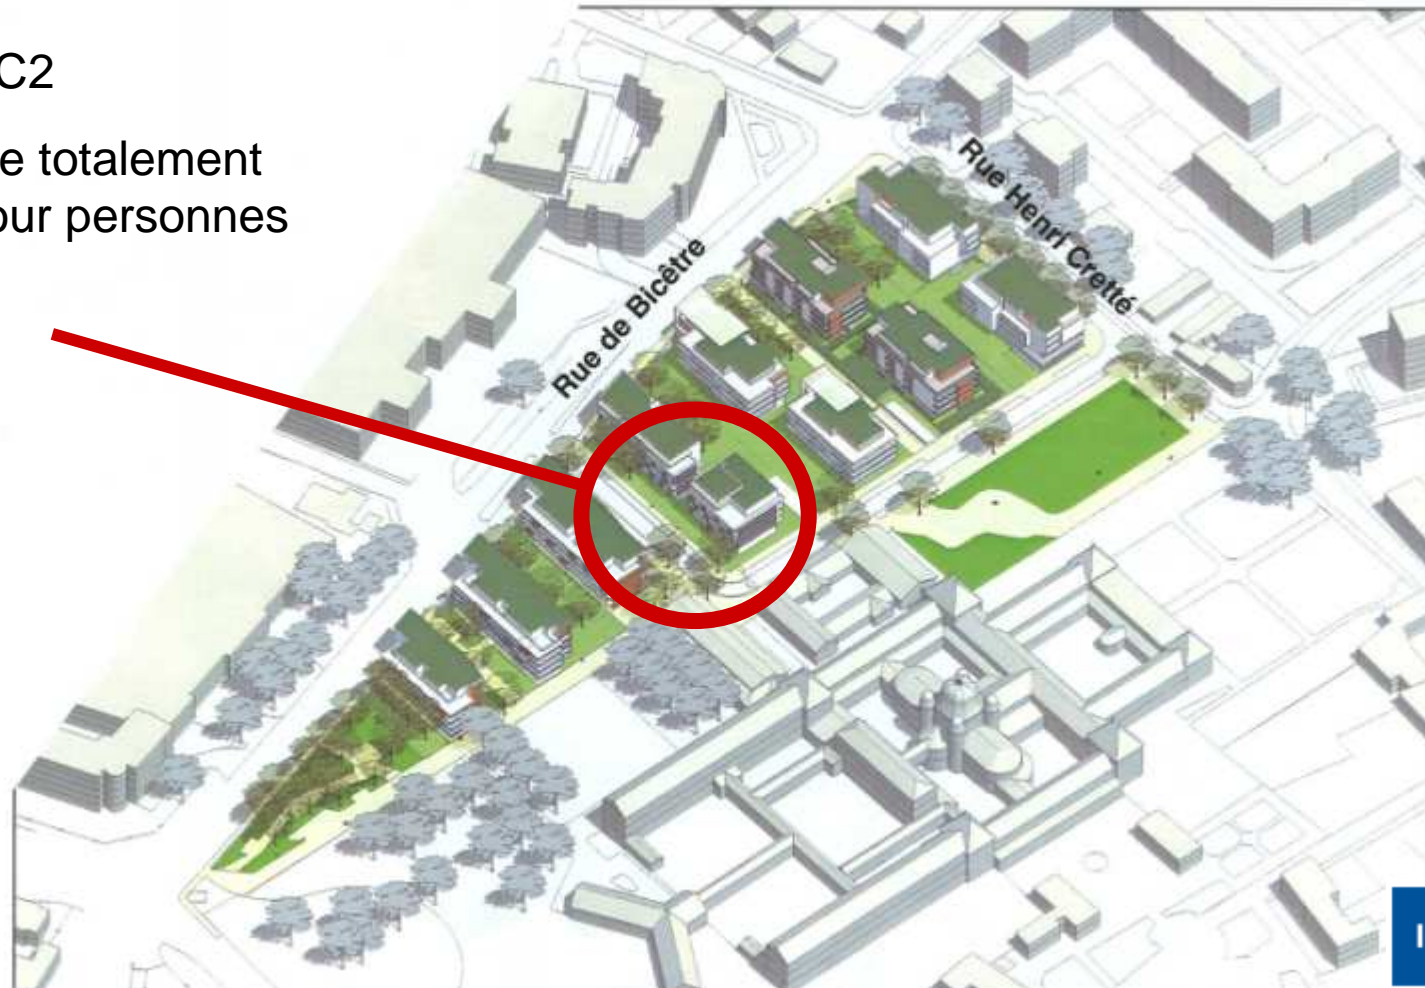 C2
e totalement
our personnes
Rue Henri Cretté
Rue de Bicêtre
I